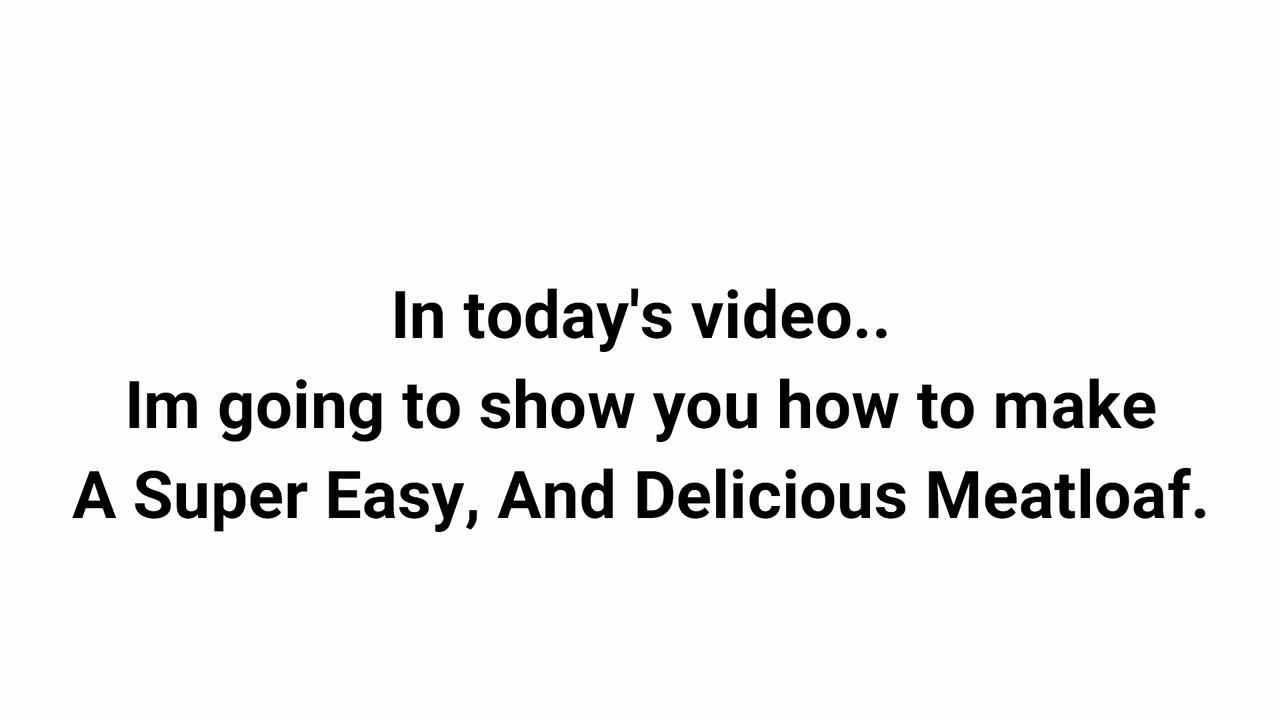 In today's video..
Im going to show you how to make
A Super Easy, And Delicious Meatloaf.